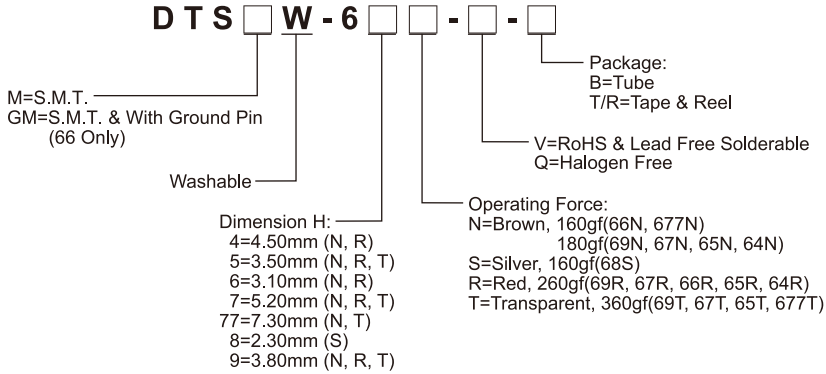 DTS□W-6□□-□-□
M=S.M.T.
GM=S.M.T. & With Ground Pin
(66 Only)
Washable
Dimension H:
4=4.50mm (N, R)
5=3.50mm (N, R, T)
6=3.10mm (N, R)
7=5.20mm (N, R, T)
77=7.30mm (N, T)
8=2.30mm (S)
9=3.80mm (N, R, T)
Package:
B=Tube
T/R=Tape & Reel
V=RoHS & Lead Free Solderable
Q=Halogen Free
Operating Force:
N=Brown, 160gf(66N, 677N)
180gf(69N, 67N, 65N, 64N)
S=Silver, 160gf(68S)
R=Red, 260gf(69R, 67R, 66R, 65R, 64R)
T=Transparent, 360gf(69T, 67T, 65T, 677T)